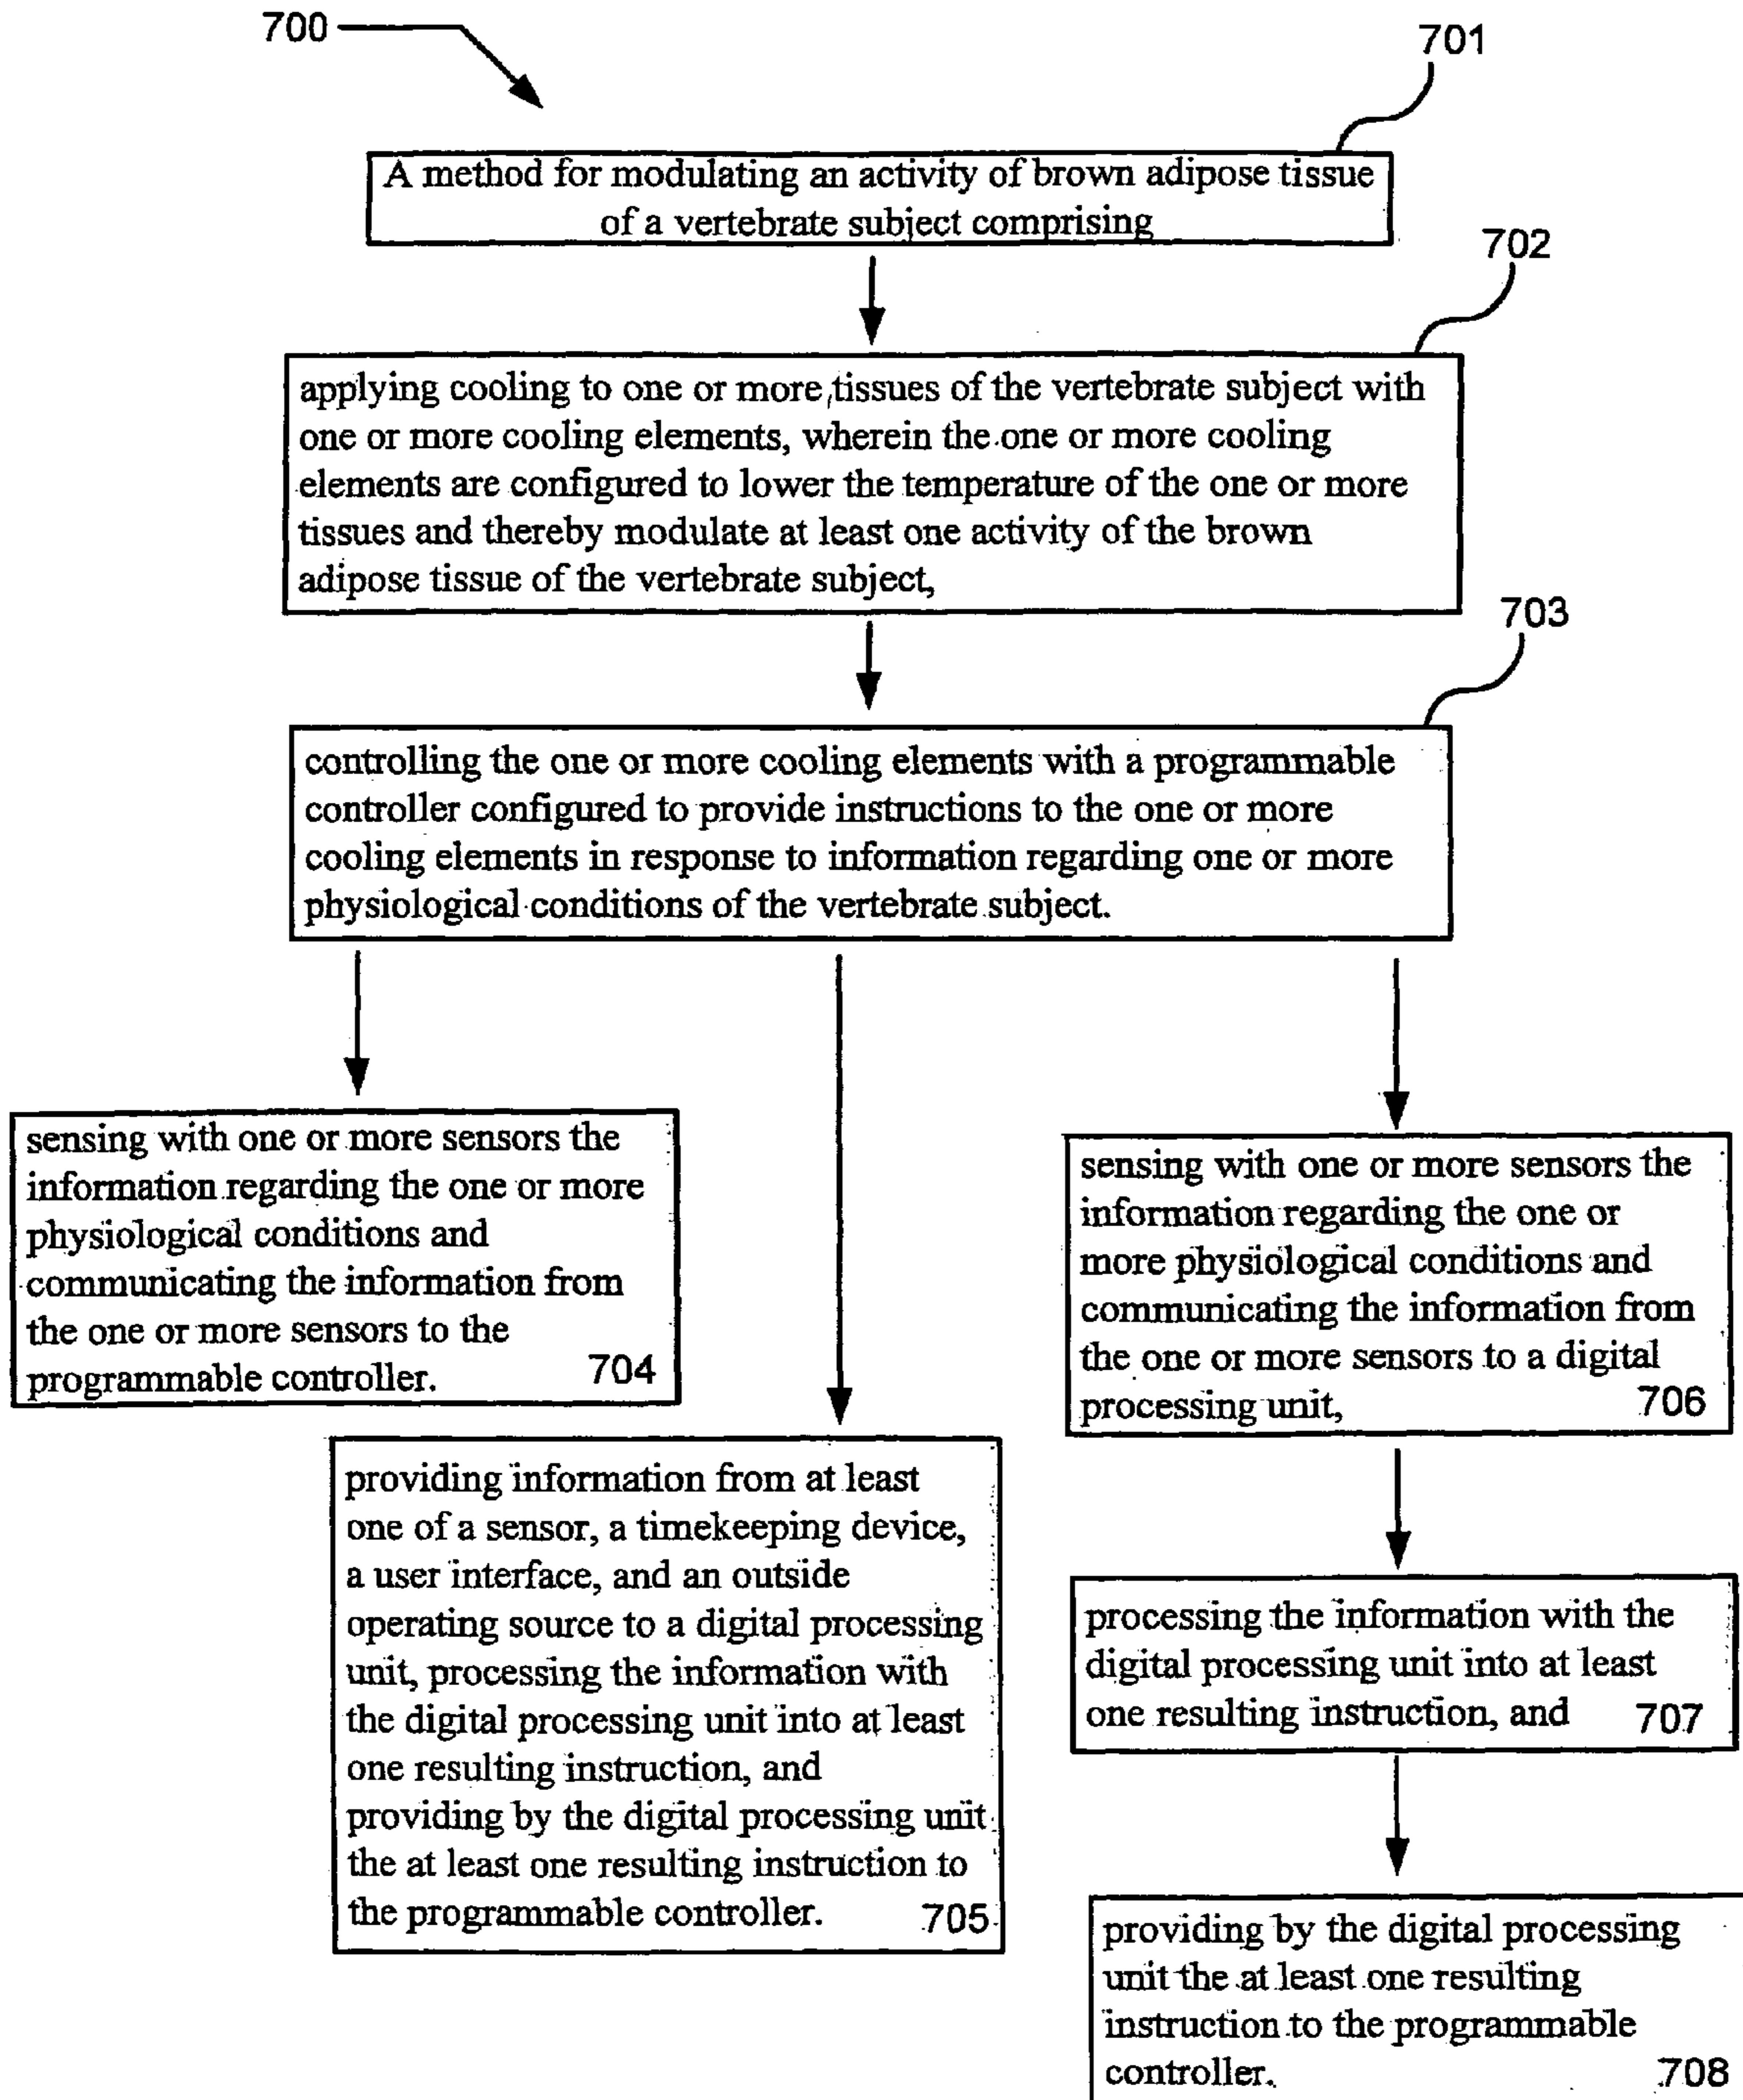 700
701
A method for modulating an activity of brown adipose tissue
of a vertebrate subject comprising
702
applying cooling to one or more tissues of the vertebrate subject with
one or more cooling elements, wherein the one or more cooling
elements are configured to lower the temperature of the one or more
tissues and thereby modulate at least one activity of the brown
adipose tissue of the vertebrate subject,
703
controlling the one or more cooling elements with a programmable
controller configured to provide instructions to the one or more
cooling elements in response to information regarding one or more
physiological conditions of the vertebrate subject.
sensing with one or more sensors the
information regarding the one or more
physiological conditions and
communicating the information from
the one or more sensors to the
programmable controller. 704
providing information from at least
one of a sensor, a timekeeping device,
a user interface, and an outside
operating source to a digital processing
unit, processing the information with
the digital processing unit into at least
one resulting instruction, and
providing by the digital processing unit
the at least one resulting instruction to
the programmable controller. 705
sensing with one or more sensors the
information regarding the one or
more physiological conditions and
communicating the information from
the one or more sensors to a digital
processing unit, 706
processing the information with the
digital processing unit into at least
one resulting instruction, and 707
providing by the digital processing
unit the at least one resulting
instruction to the programmable
controller. 708